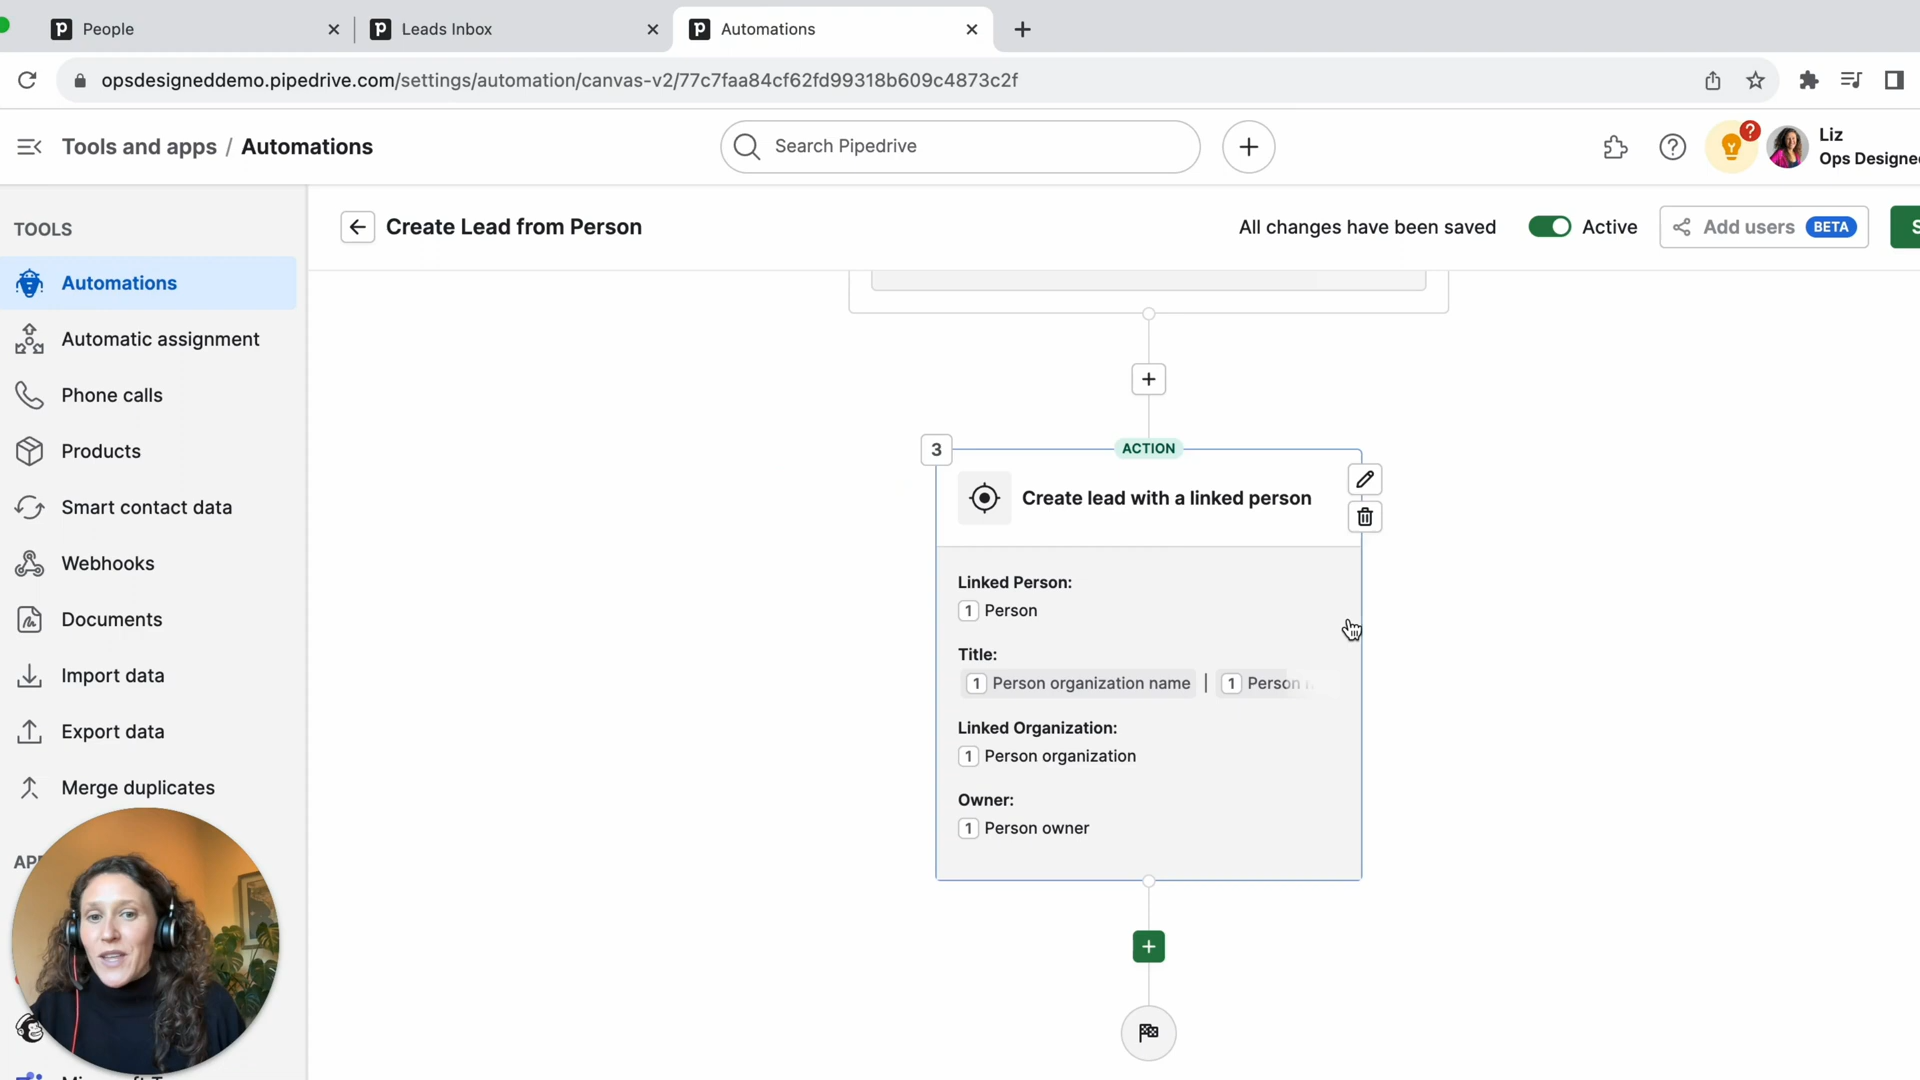 People
Leads Inbox
Automations
opsdesigneddemo.pipedrive.com/settings/automation/canvas-v2/77c7faa84cf62fd99318b609c4873c2f
Tools and apps / Automations
Search Pipedrive
?
Liz
Ops Designe
TOOLS
Create Lead from Person
All changes have been saved
Active
Add users BETA
S
Automations
Automatic assignment
Phone calls
Products
Smart contact data
Webhooks
Documents
Import data
Export data
Merge duplicates
3
ACTION
Create lead with a linked person
Linked Person:
1 Person
Title:
1 Person organization name | 1 Person
Linked Organization:
1 Person organization
Owner:
1 Person owner